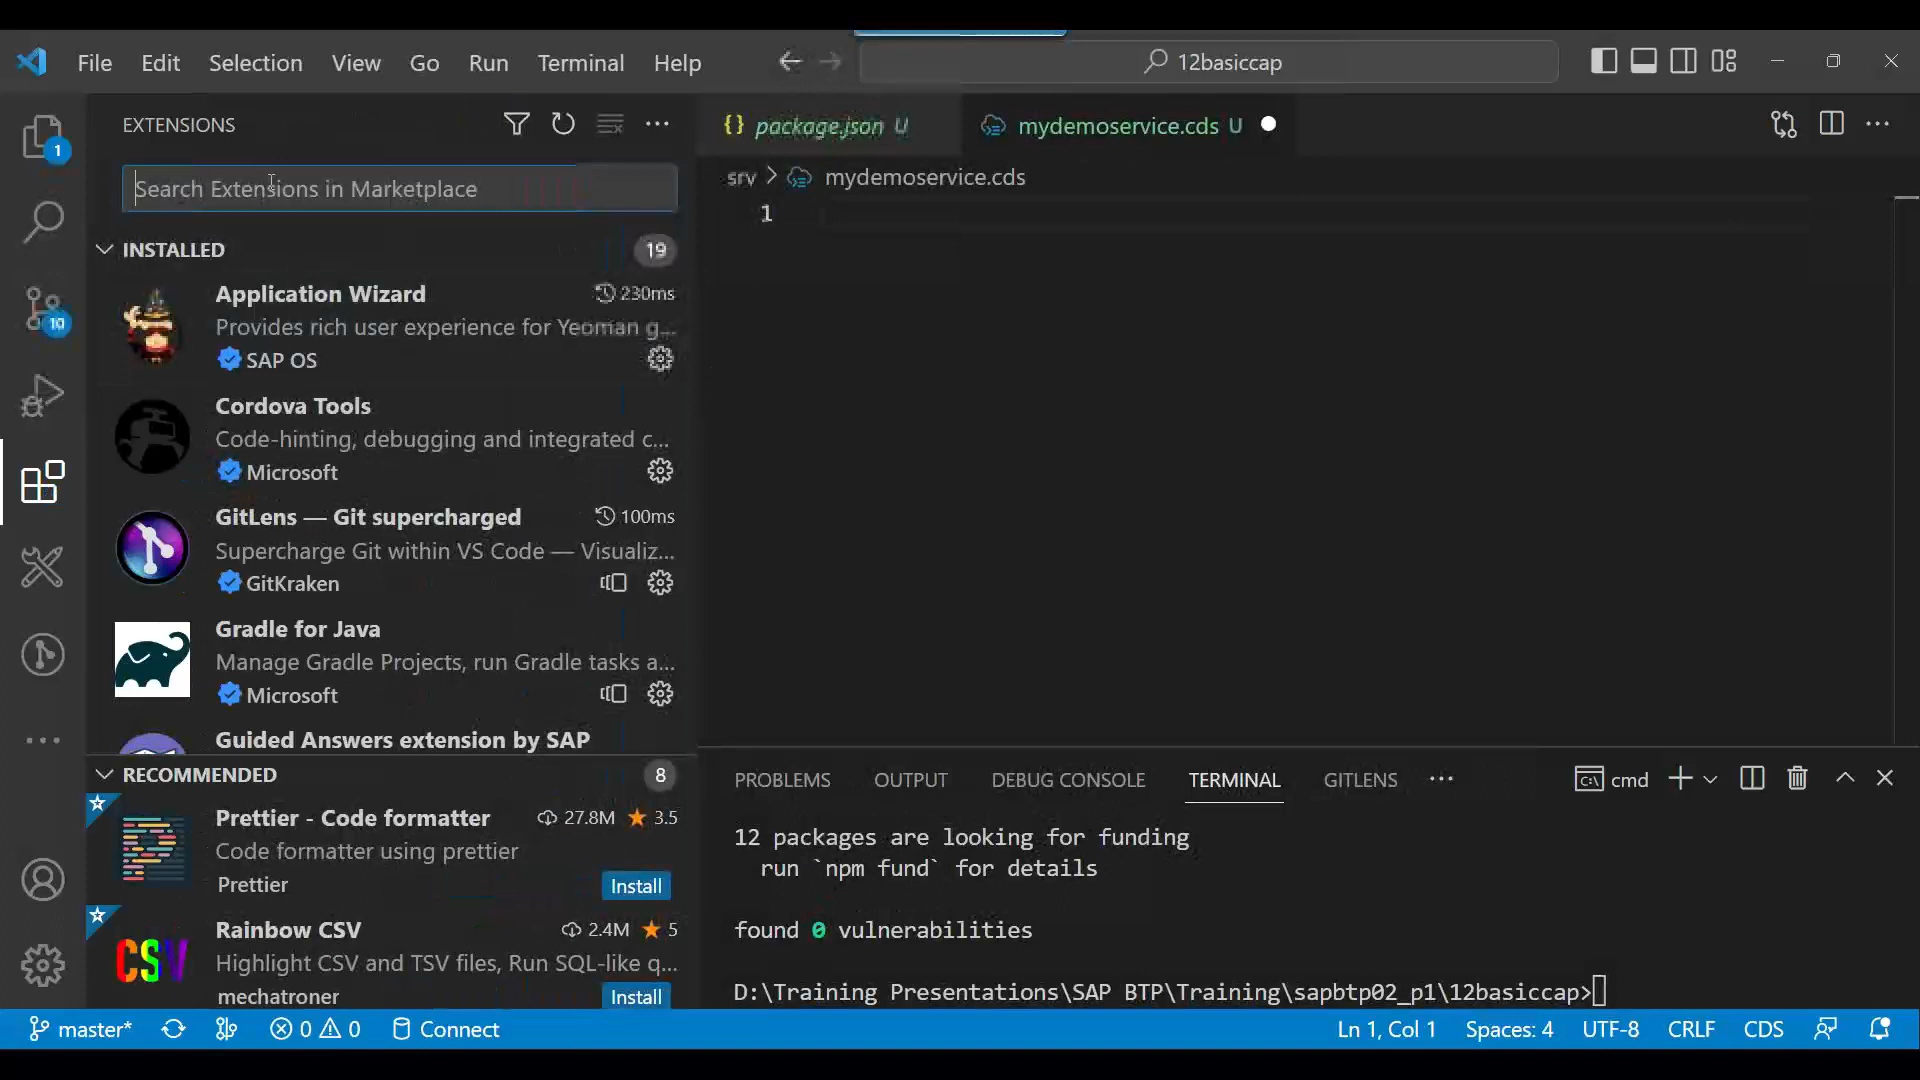 File Edit Selection View Go Run Terminal Help
12basiccap
EXTENSIONS
Search Extensions in Marketplace
INSTALLED
19
Application Wizard
230ms
Provides rich user experience for Yeoman g...
SAP OS
Cordova Tools
Code-hinting, debugging and integrated c...
Microsoft
GitLens — Git supercharged
100ms
Supercharge Git within VS Code — Visualiz...
GitKraken
Gradle for Java
Manage Gradle Projects, run Gradle tasks a...
Microsoft
Guided Answers extension by SAP
RECOMMENDED
8
Prettier - Code formatter
27.8M
3.5
Code formatter using prettier
Prettier
Install
Rainbow CSV
2.4M
5
Highlight CSV and TSV files, Run SQL-like q...
mechatroner
Install
CSV
1
10
{} package.json U
mydemoservice.cds U
srv > mydemoservice.cds
1
PROBLEMS OUTPUT DEBUG CONSOLE TERMINAL GITLENS ...
cmd
12 packages are looking for funding
run `npm fund` for details
found 0 vulnerabilities
D:\Training Presentations\SAP BTP\Training\sapbtp02_p1\12basiccap>
master*
0
0
Connect
Ln 1, Col 1
Spaces: 4
UTF-8
CRLF
CDS